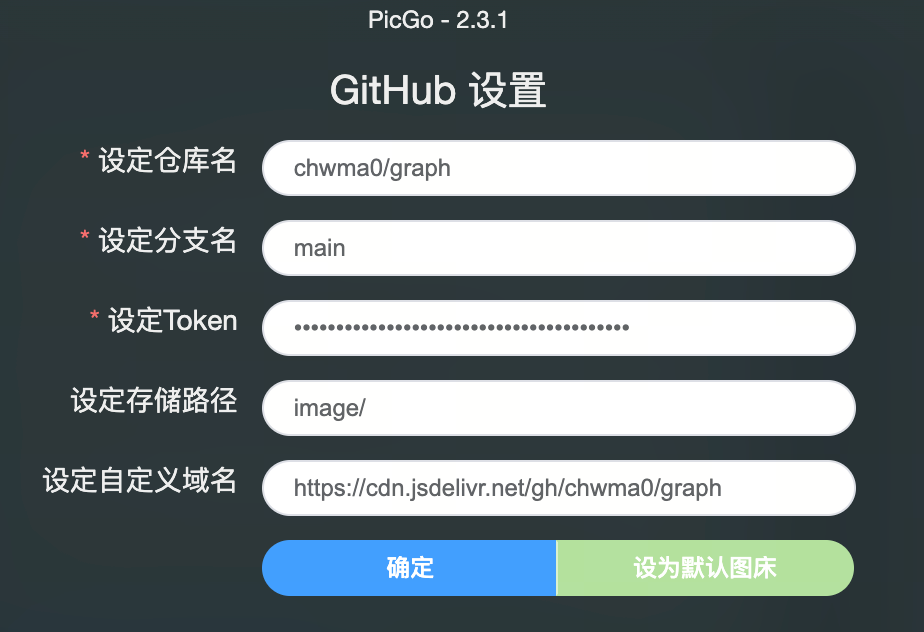 PicGo - 2.3.1
GitHub 设置
* 设定仓库名 chwma0/graph
* 设定分支名 main
* 设定Token ••••••••••••••••••••••••••••••••••••••••
设定存储路径 image/
设定自定义域名 https://cdn.jsdelivr.net/gh/chwma0/graph
确定 设为默认图床